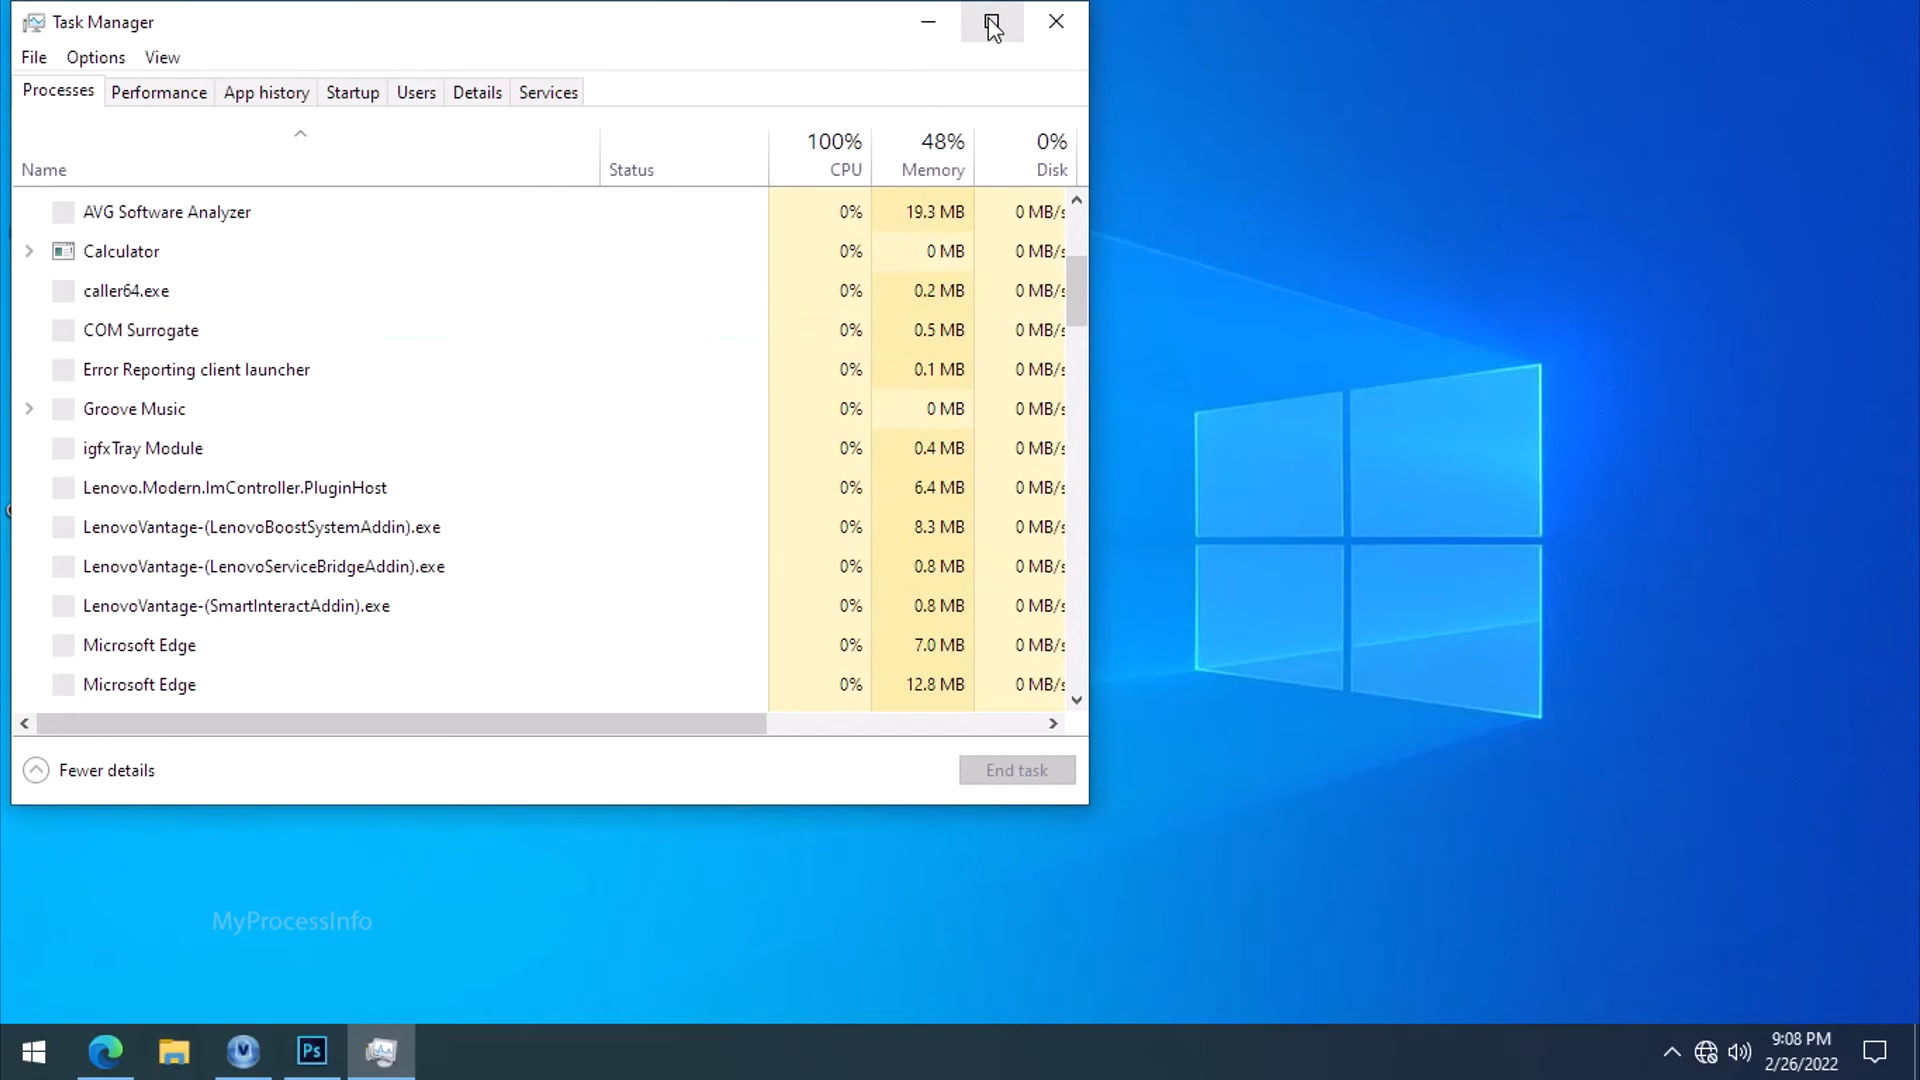 Task Manager
File Options View
Processes Performance App history Startup Users Details Services
100% 48% 0%
Name Status CPU Memory Disk
AVG Software Analyzer 0% 19.3 MB 0 MB/s
Calculator 0% 0 MB 0 MB/s
caller64.exe 0% 0.2 MB 0 MB/s
COM Surrogate 0% 0.5 MB 0 MB/s
Error Reporting client launcher 0% 0.1 MB 0 MB/s
Groove Music 0% 0 MB 0 MB/s
igfxTray Module 0% 0.4 MB 0 MB/s
Lenovo.Modern.ImController.PluginHost 0% 6.4 MB 0 MB/s
LenovoVantage-(LenovoBoostSystemAddin).exe 0% 8.3 MB 0 MB/s
LenovoVantage-(LenovoServiceBridgeAddin).exe 0% 0.8 MB 0 MB/s
LenovoVantage-(SmartInteractAddin).exe 0% 0.8 MB 0 MB/s
Microsoft Edge 0% 7.0 MB 0 MB/s
Microsoft Edge 0% 12.8 MB 0 MB/s
Fewer details End task
MyProcessInfo
Ps
9:08 PM
2/26/2022